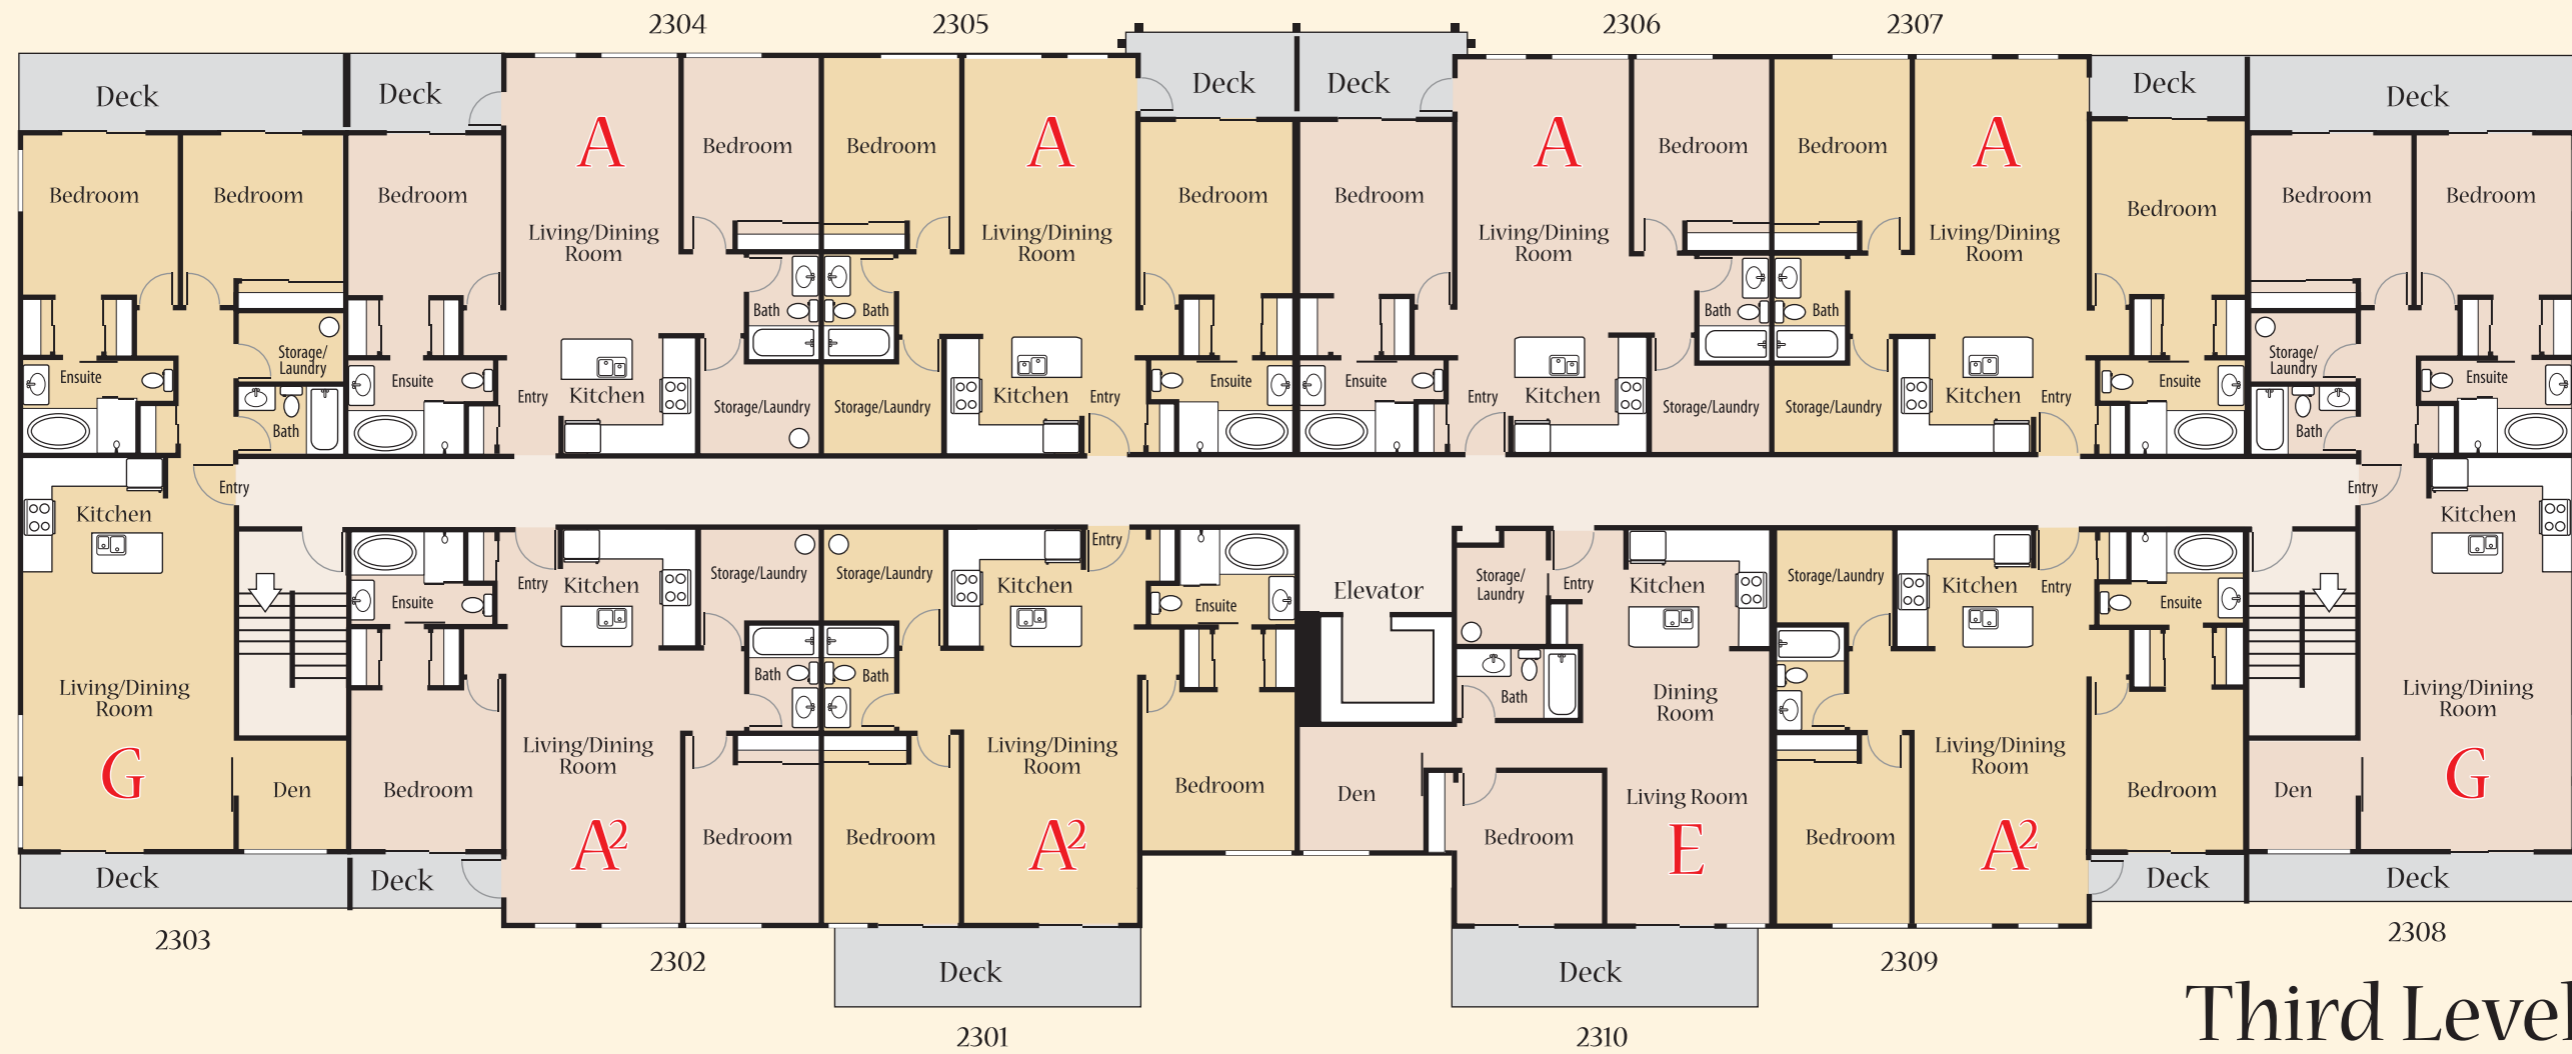 2304
2305
2306
2307
Deck
Deck
Deck
Deck
Deck
Deck
A
A
A
A
Bedroom
Bedroom
Bedroom
Bedroom
Bedroom
Bedroom
Bedroom
Bedroom
Bedroom
Bedroom
Bedroom
Bedroom
Living/Dining
Room
Living/Dining
Room
Living/Dining
Room
Living/Dining
Room
Storage/
Laundry
Bath
Bath
Bath
Bath
Storage/
Laundry
Ensuite
Ensuite
Ensuite
Ensuite
Ensuite
Ensuite
Entry
Kitchen
Storage/Laundry
Storage/Laundry
Kitchen
Entry
Entry
Kitchen
Storage/Laundry
Storage/Laundry
Kitchen
Entry
Bath
Bath
Entry
Entry
Kitchen
Kitchen
Entry
Kitchen
Storage/Laundry
Storage/Laundry
Kitchen
Entry
Elevator
Storage/
Laundry
Entry
Kitchen
Storage/Laundry
Kitchen
Entry
Ensuite
Ensuite
Ensuite
Bath
Bath
Bath
Living/Dining
Room
Dining
Room
Living/Dining
Room
Living/Dining
Room
Living/Dining
Room
Living/Dining
Room
G
Den
Bedroom
Bedroom
Den
Living Room
Bedroom
Den
G
A2
Bedroom
Bedroom
A2
Bedroom
E
Bedroom
A2
Deck
Deck
Deck
Deck
2303
2302
Deck
Deck
2309
2308
2301
2310
Third Level